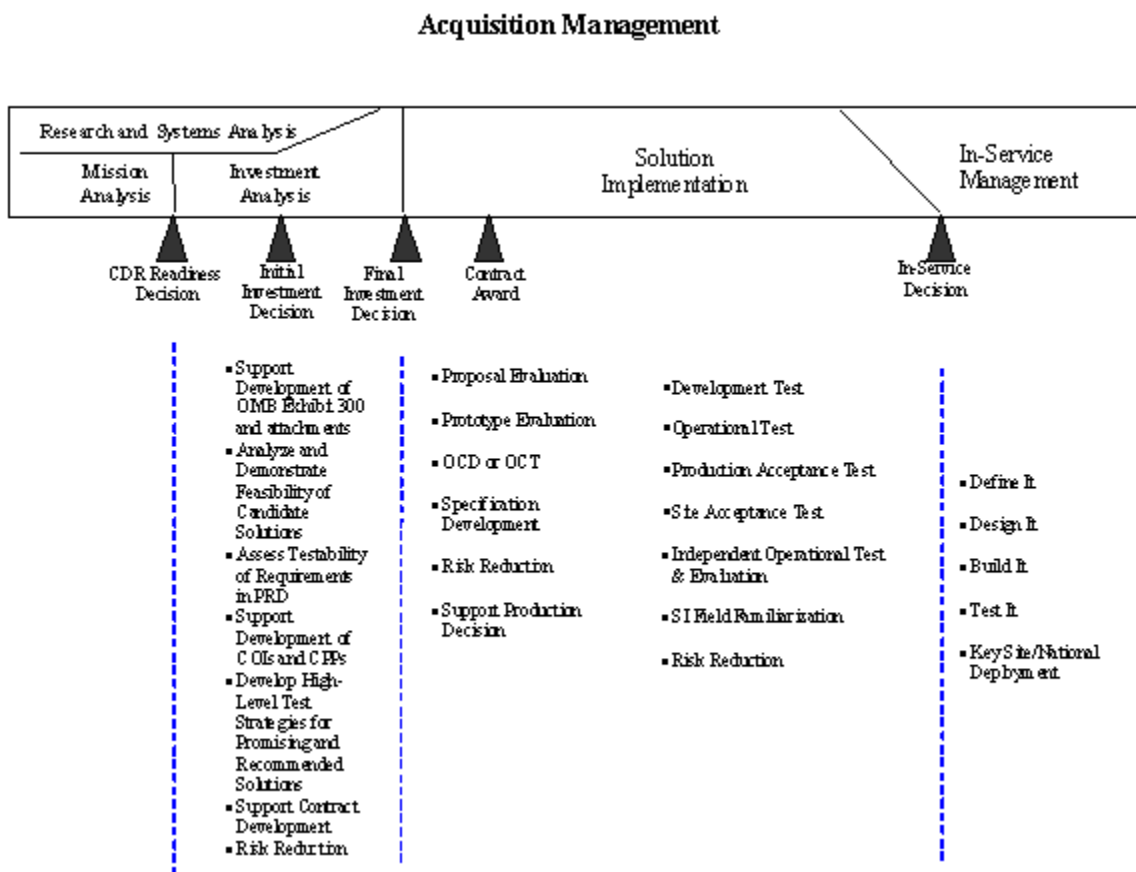 Acquisition Management
Research and Systems Analysis
Mission
Analysis
Investment
Analysis
Solution
Implementation
In-Service
Management
CDR Readiness
Decision
Initial
Investment
Decision
Final
Investment
Decision
Contract
Award
In-Service
Decision
▪ Support
Development of
OMB Exhibit 300
and attachments
▪ Analyze and
Demonstrate
Feasibility of
Candidate
Solutions
▪ Assess Testability
of Requirements
in PRD
▪ Support
Development of
COIs and CPPs
▪ Develop High-
Level Test
Strategies for
Promising and
Recommended
Solutions
▪ Support Contract
Development
▪ Risk Reduction
▪ Proposal Evaluation
▪ Prototype Evaluation
▪ OCD or OCT
▪ Specification
Development
▪ Risk Reduction
▪ Support Production
Decision
▪ Development Test
▪ Operational Test
▪ Production Acceptance Test
▪ Site Acceptance Test
▪ Independent Operational Test
& Evaluation
▪ SI Field Familiarization
▪ Risk Reduction
▪ Define It
▪ Design It
▪ Build It
▪ Test It
▪ Key Site/National
Deployment